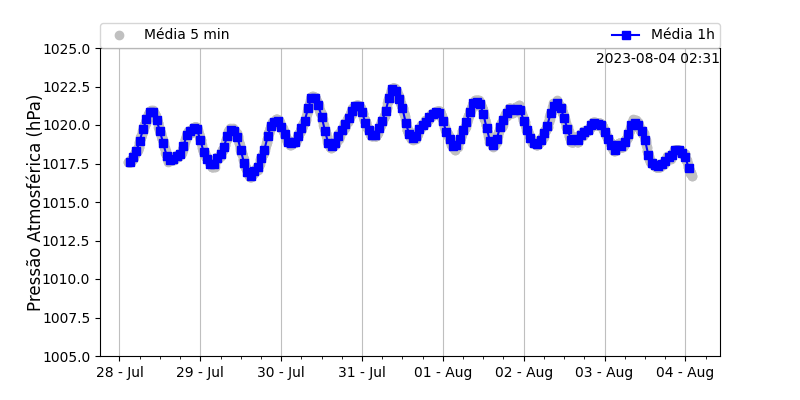 Média 5 min
Média 1h
2023-08-04 02:31
Pressão Atmosférica (hPa)
1025.0
1022.5
1020.0
1017.5
1015.0
1012.5
1010.0
1007.5
1005.0
28 - Jul
29 - Jul
30 - Jul
31 - Jul
01 - Aug
02 - Aug
03 - Aug
04 - Aug